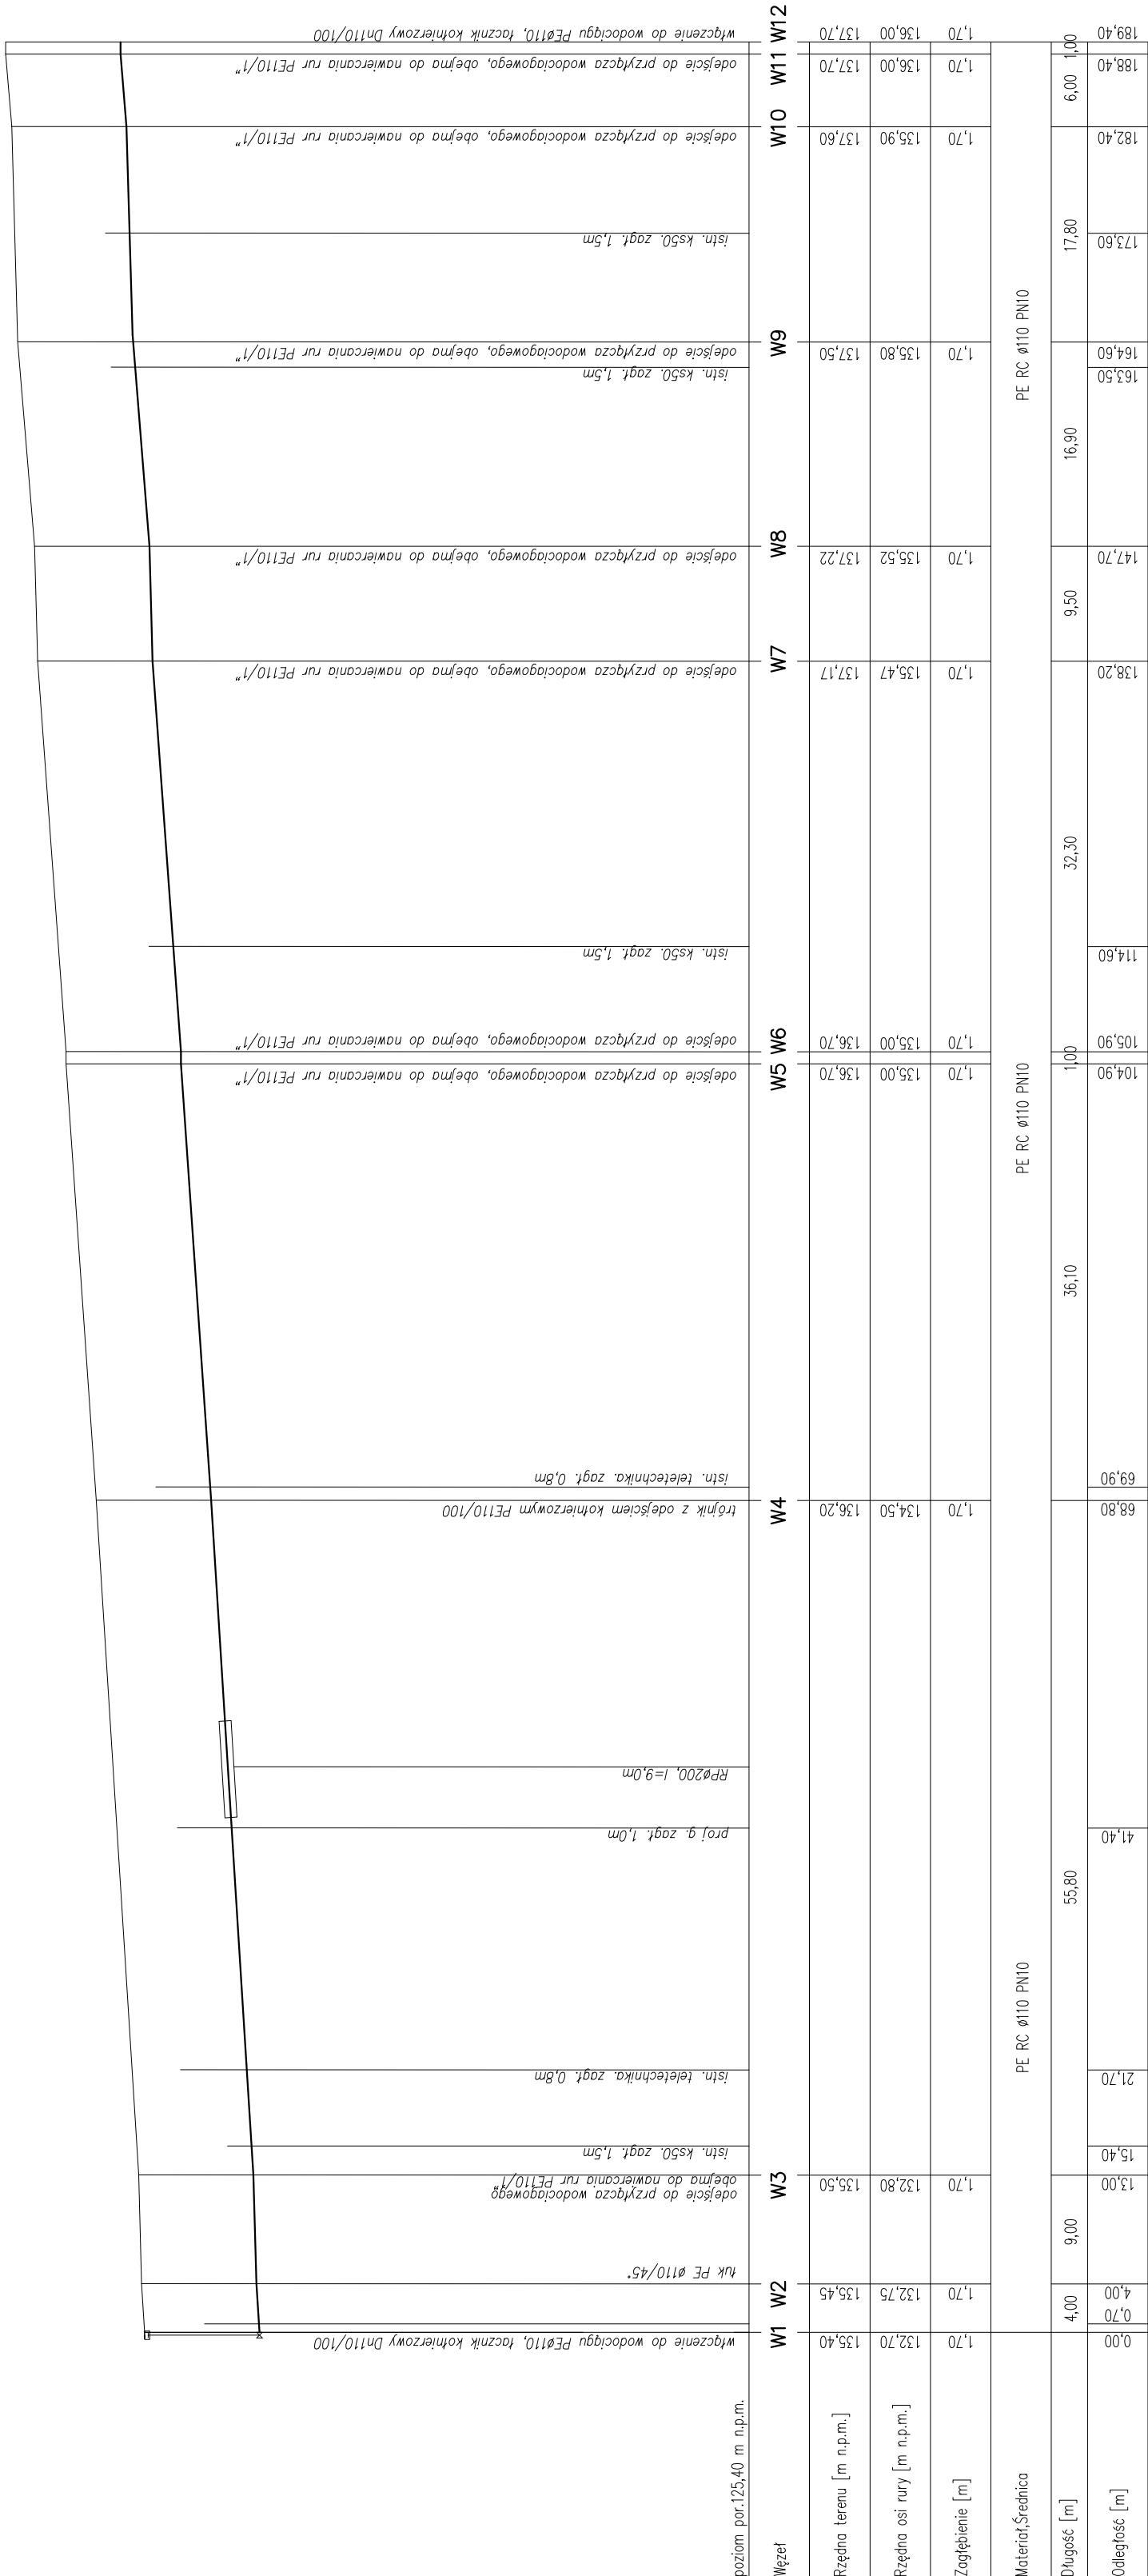 włączenie do wodociągu PEØ110, łącznik kołnierzowy Dn110/100
łuk PE ø110/45°
odejście do przyłącza wodociągowego
obejma do nawiercania rur PE110/1"
istn. ks50. zagł. 1,5m
istn. teletechnika. zagł. 0,8m
proj g. zagł. 1,0m
RPø200, l=9,0m
trójnik z odejściem kołnierzowym PE110/100
istn. teletechnika. zagł. 0,8m
odejście do przyłącza wodociągowego, obejma do nawiercania rur PE110/1"
odejście do przyłącza wodociągowego, obejma do nawiercania rur PE110/1"
istn. ks50. zagł. 1,5m
odejście do przyłącza wodociągowego, obejma do nawiercania rur PE110/1"
odejście do przyłącza wodociągowego, obejma do nawiercania rur PE110/1"
istn. ks50. zagł. 1,5m
odejście do przyłącza wodociągowego, obejma do nawiercania rur PE110/1"
istn. ks50. zagł. 1,5m
odejście do przyłącza wodociągowego, obejma do nawiercania rur PE110/1"
odejście do przyłącza wodociągowego, obejma do nawiercania rur PE110/1"
włączenie do wodociągu PEØ110, łącznik kołnierzowy Dn110/100
poziom por.125,40 m n.p.m.
Węzeł W1 W2 W3 W4 W5 W6 W7 W8 W9 W10 W11 W12
Rzędna terenu [m n.p.m.] 135,40 135,45 135,50 136,20 136,70 136,70 137,17 137,22 137,50 137,60 137,70 137,70
Rzędna osi rury [m n.p.m.] 132,70 132,75 132,80 134,50 135,00 135,00 135,47 135,52 135,80 135,90 136,00 136,00
Zagłębienie [m] 1,70 1,70 1,70 1,70 1,70 1,70 1,70 1,70 1,70 1,70 1,70 1,70
Materiał,Średnica PE RC ø110 PN10 PE RC ø110 PN10 PE RC ø110 PN10
Długość [m] 4,00 9,00 55,80 36,10 1,00 32,30 9,50 16,90 17,80 6,00 1,00
Odległość [m] 0,00 0,70 4,00 13,00 15,40 21,70 41,40 68,80 69,90 104,90 105,90 114,60 138,20 147,70 163,50 164,60 173,60 182,40 188,40 189,40